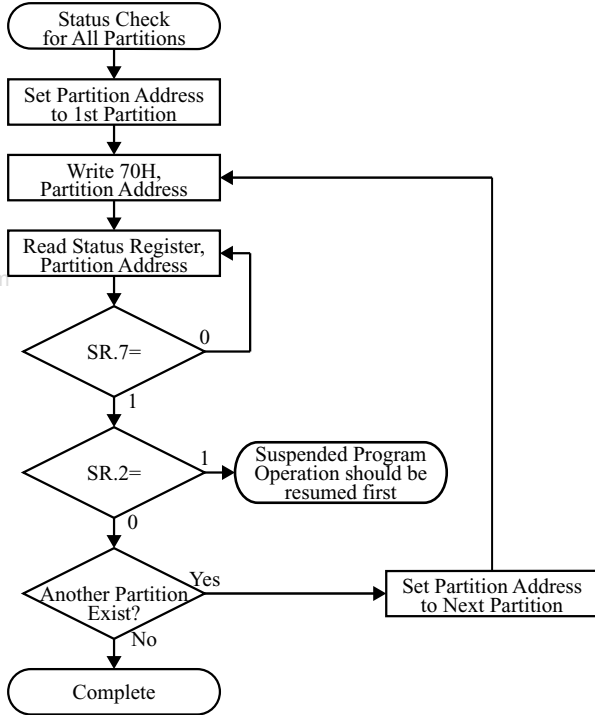 Status Check
for All Partitions
Set Partition Address
to 1st Partition
Write 70H,
Partition Address
Read Status Register,
Partition Address
SR.7=
0
1
SR.2=
1
Suspended Program
Operation should be
resumed first
0
Another Partition
Exist?
Yes
Set Partition Address
to Next Partition
No
Complete